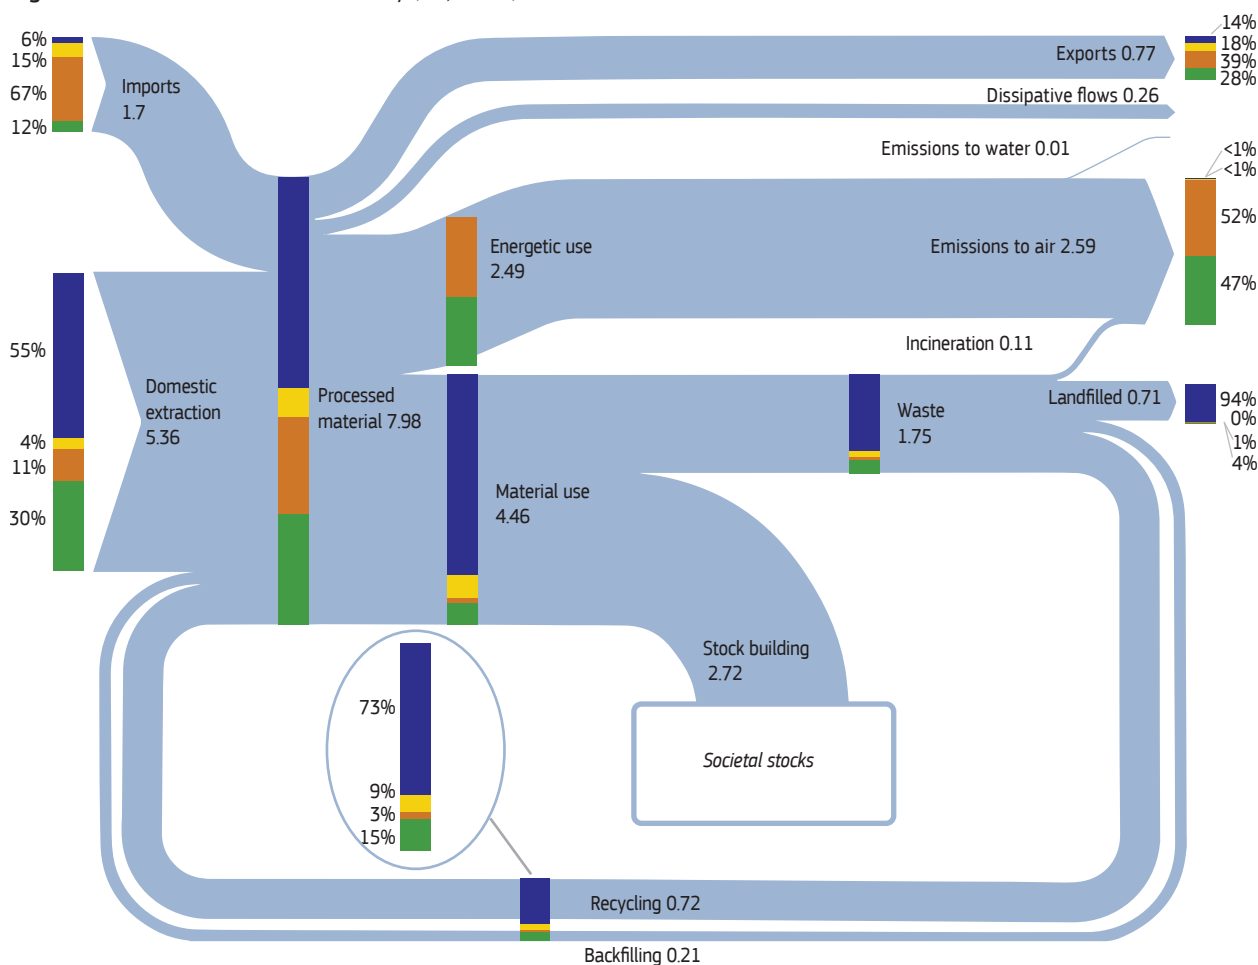 6%
15%
67%
12%
Imports
1.7
Exports 0.77
14%
18%
39%
28%
Dissipative flows 0.26
Emissions to water 0.01
<1%
<1%
52%
47%
Energetic use
2.49
Emissions to air 2.59
Incineration 0.11
55%
4%
11%
30%
Domestic
extraction
5.36
Processed
material 7.98
Material use
4.46
Waste
1.75
Landfilled 0.71
94%
0%
1%
4%
Stock building
2.72
Societal stocks
73%
9%
3%
15%
Recycling 0.72
Backfilling 0.21